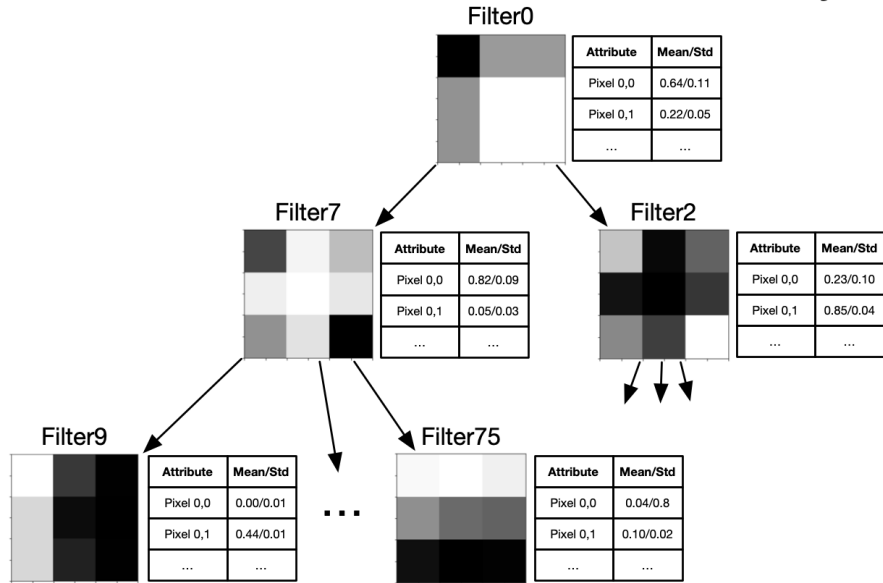 Filter0
Attribute Mean/Std
Pixel 0,0 0.64/0.11
Pixel 0,1 0.22/0.05
... ...
Filter7
Attribute Mean/Std
Pixel 0,0 0.82/0.09
Pixel 0,1 0.05/0.03
... ...
Filter2
Attribute Mean/Std
Pixel 0,0 0.23/0.10
Pixel 0,1 0.85/0.04
... ...
Filter9
Attribute Mean/Std
Pixel 0,0 0.00/0.01
Pixel 0,1 0.44/0.01
... ...
...
Filter75
Attribute Mean/Std
Pixel 0,0 0.04/0.8
Pixel 0,1 0.10/0.02
... ...